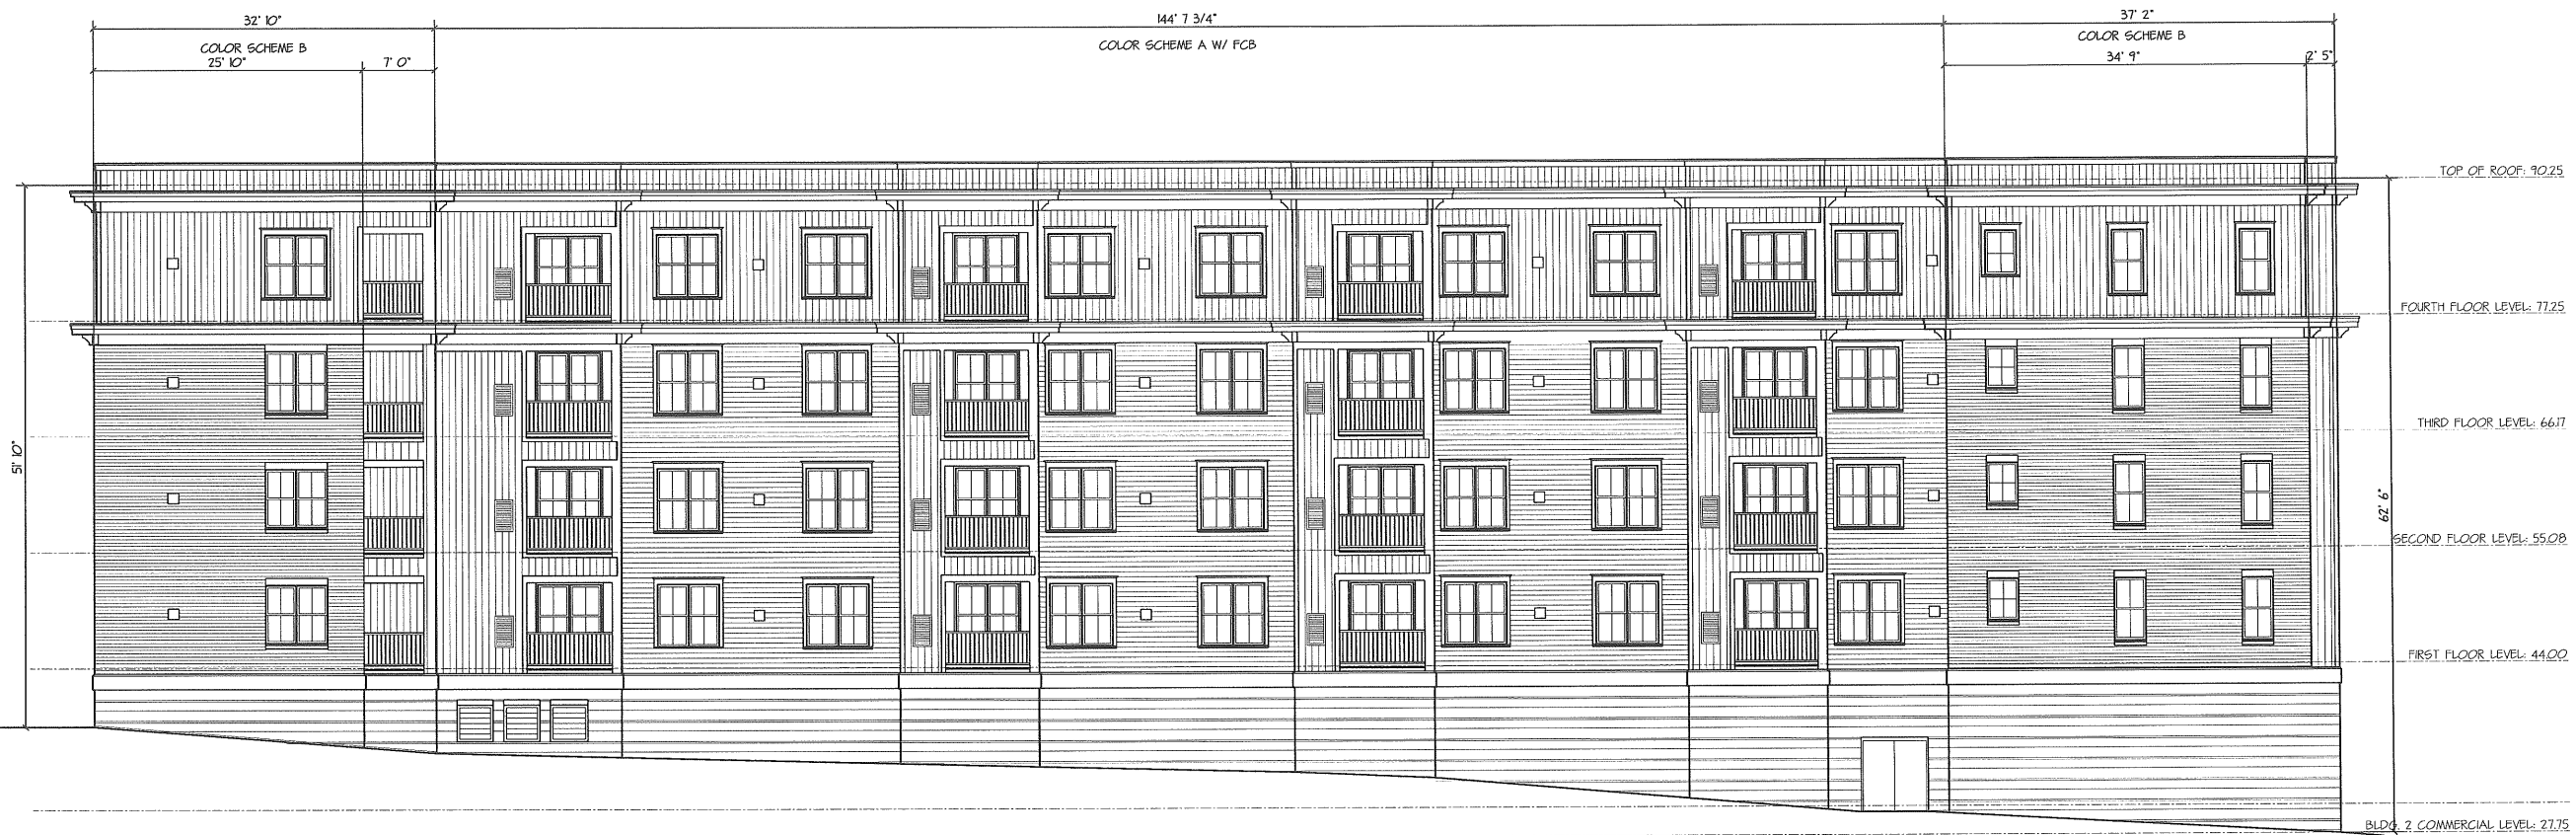 32' 10"
144' 7 3/4"
37' 2"
COLOR SCHEME B
COLOR SCHEME A W/ FCB
COLOR SCHEME B
25' 10"
7' 0"
34' 9"
2' 5"
TOP OF ROOF: 90.25
FOURTH FLOOR LEVEL: 77.25
THIRD FLOOR LEVEL: 66.17
51' 10"
62' 9"
SECOND FLOOR LEVEL: 55.08
FIRST FLOOR LEVEL: 44.00
BLDG. 2 COMMERCIAL LEVEL: 27.75